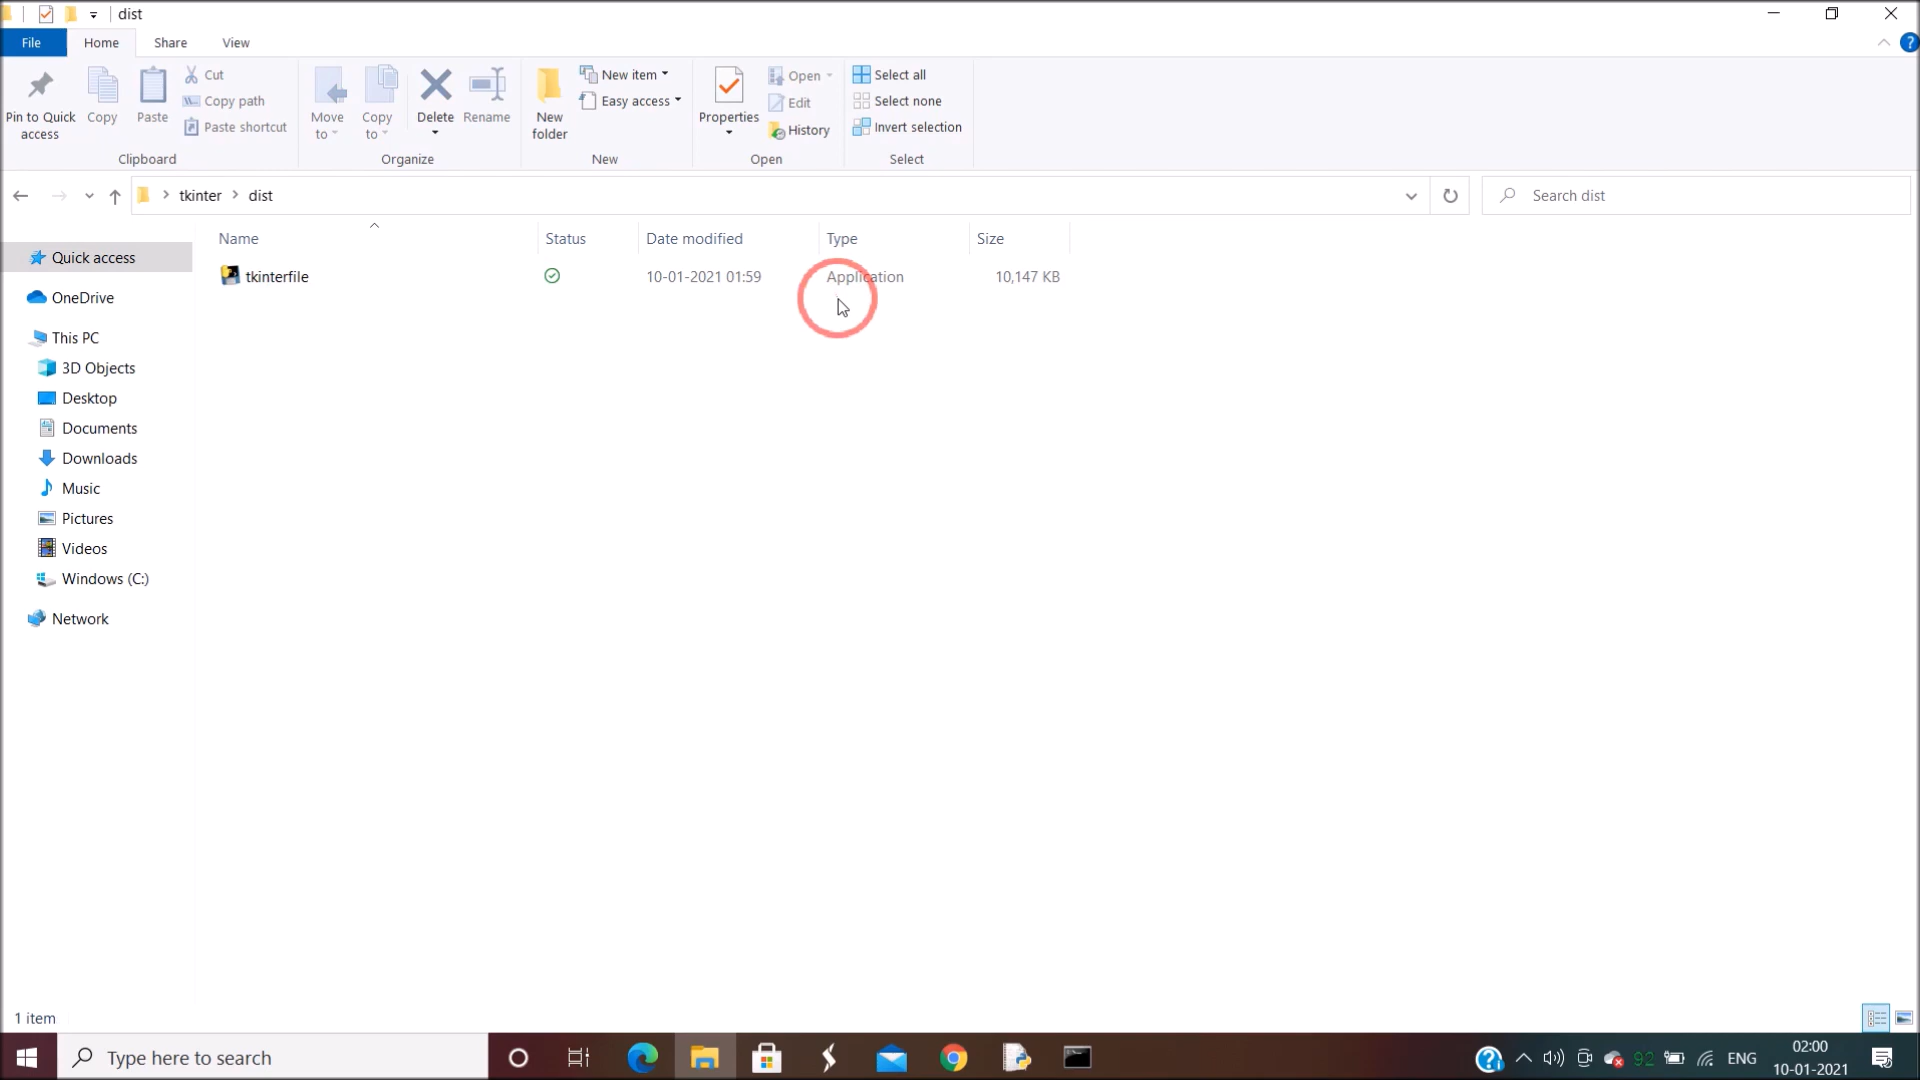 dist
File Home Share View
Pin to Quick access
Copy
Paste
Cut
Copy path
Paste shortcut
Clipboard
Move to
Copy to
Delete
Rename
Organize
New folder
New item
Easy access
New
Properties
Open
Edit
History
Open
Select all
Select none
Invert selection
Select
tkinter dist
Search dist
Name Status Date modified Type Size
tkinterfile 10-01-2021 01:59 Application 10,147 KB
Quick access
OneDrive
This PC
3D Objects
Desktop
Documents
Downloads
Music
Pictures
Videos
Windows (C:)
Network
1 item
Type here to search
92
ENG
02:00
10-01-2021